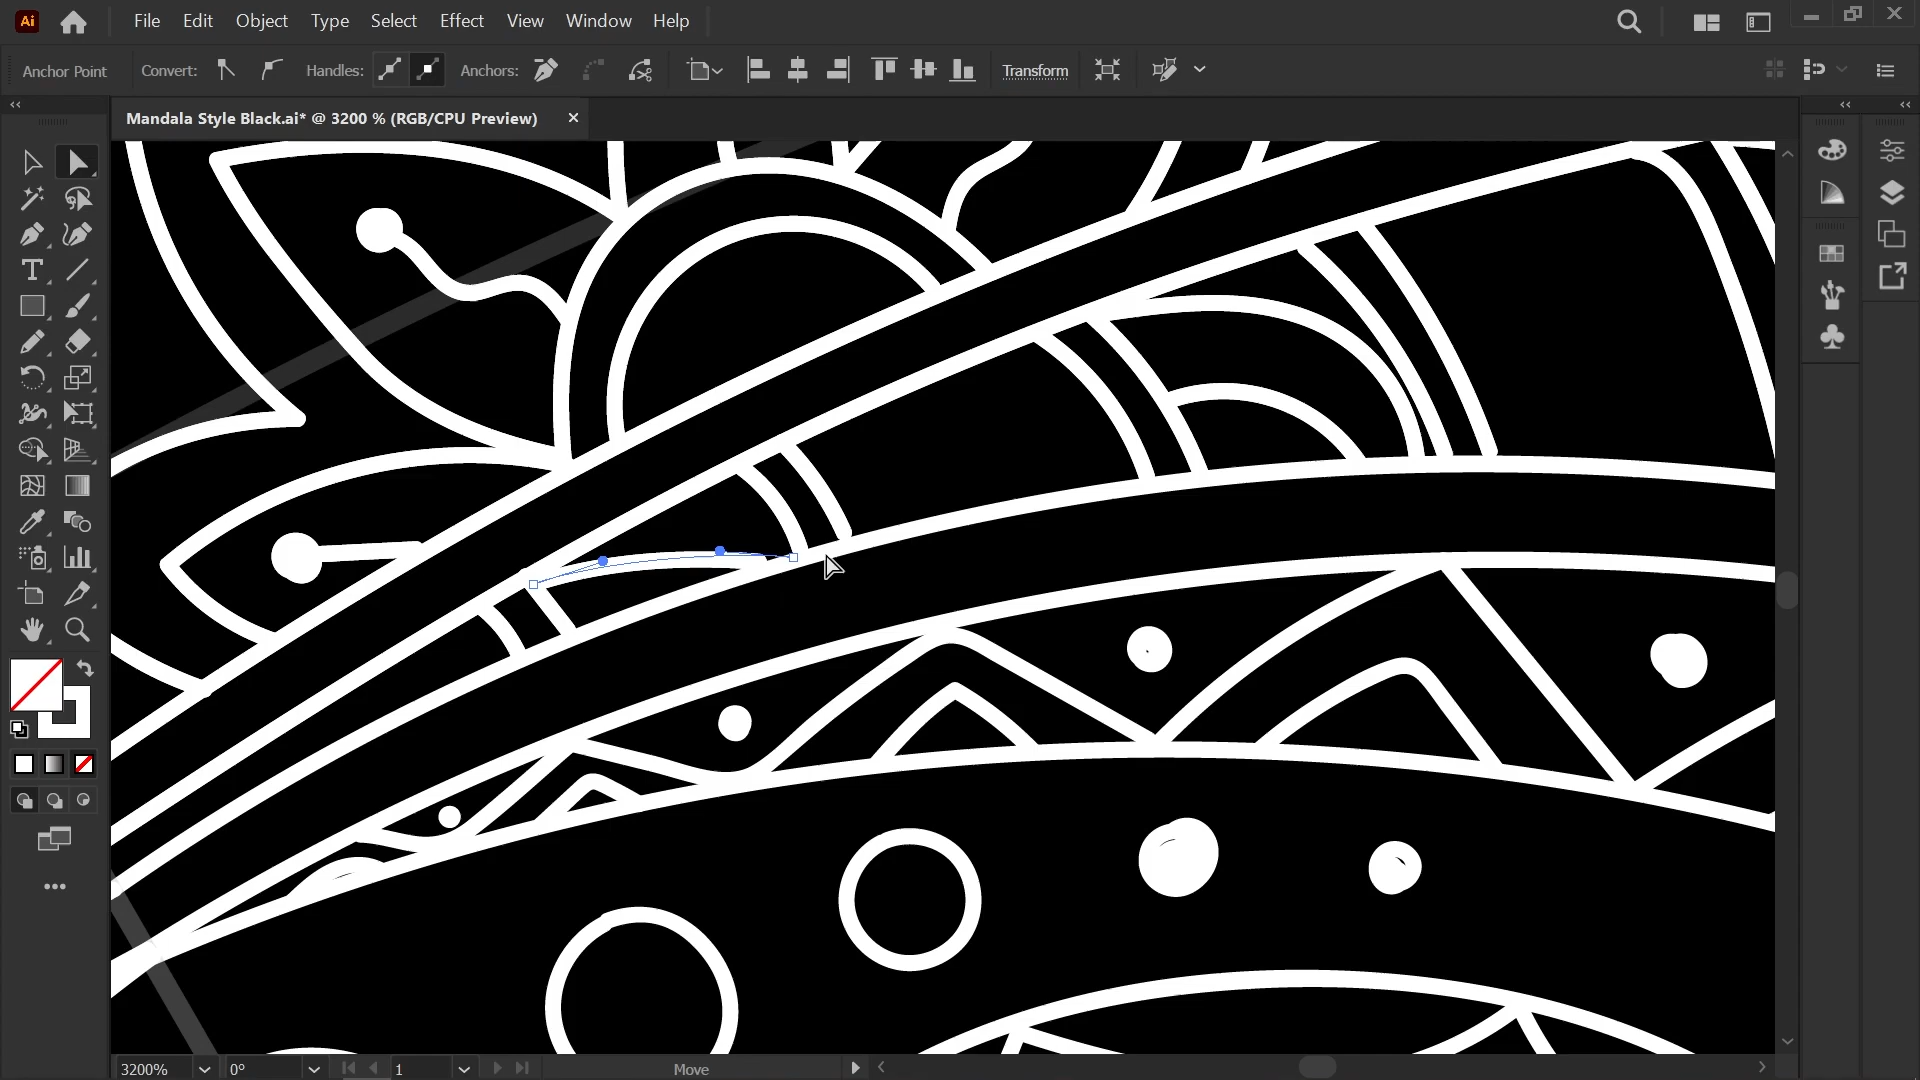 Ai File Edit Object Type Select Effect View Window Help
Anchor Point Convert: Handles: Anchors: Transform
Mandala Style Black.ai* @ 3200 % (RGB/CPU Preview)
3200% 0° 1 Move